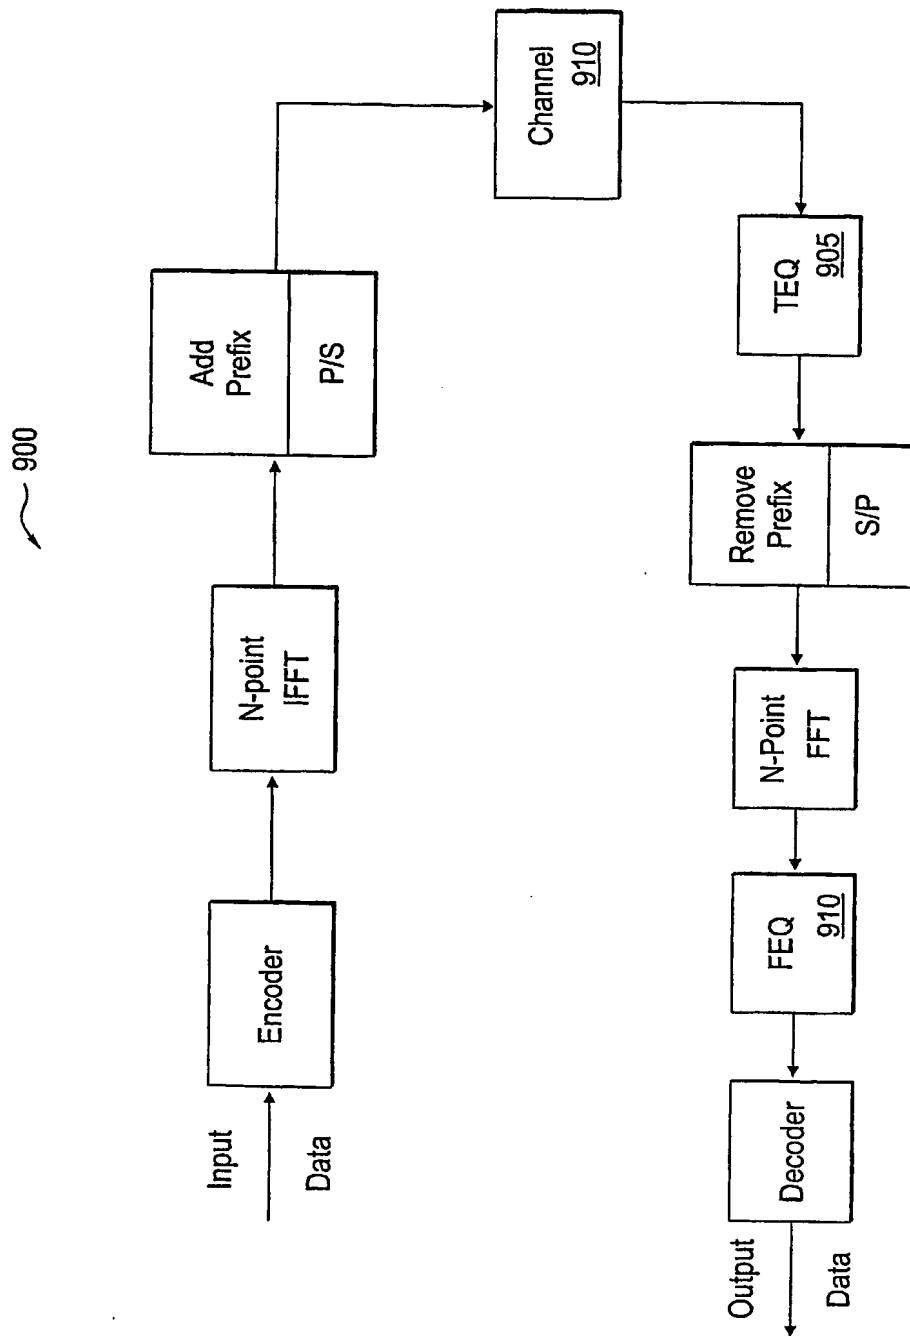 900
Input
Data
Encoder
N-point
IFFT
Add
Prefix
P/S
Channel
910
TEQ
905
Remove
Prefix
S/P
N-Point
FFT
FEQ
910
Decoder
Output
Data